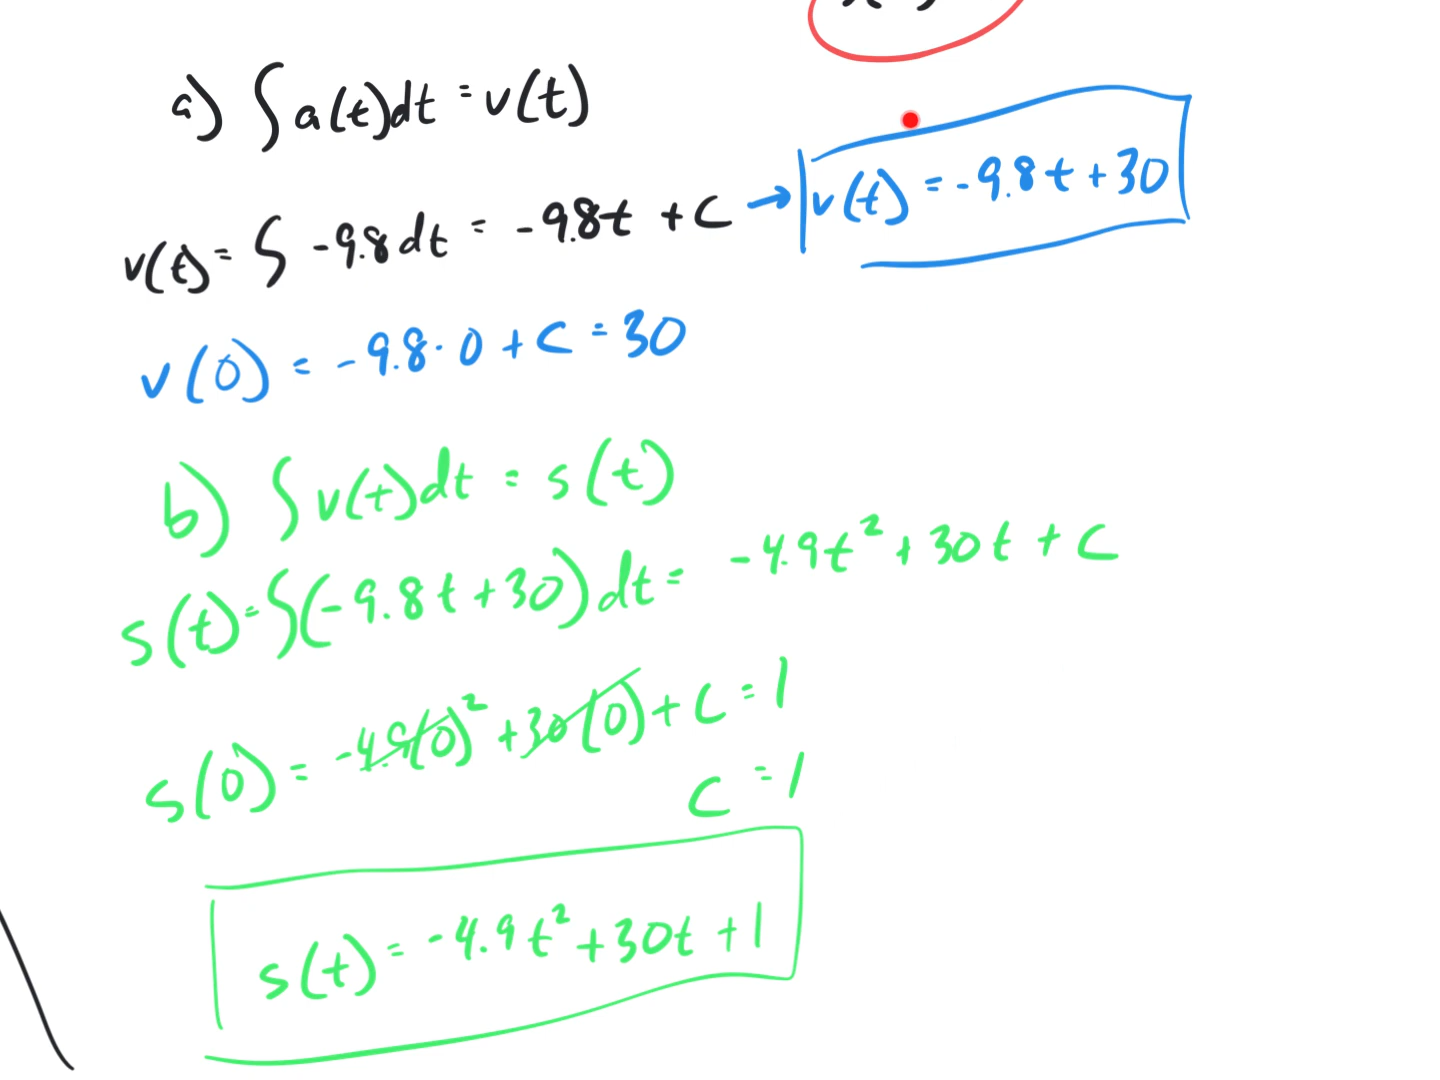 a) ∫ a(t)dt = v(t)
v(t) = ∫ -9.8 dt = -9.8t + C → v(t) = -9.8t + 30
v(0) = -9.8 · 0 + C = 30
b) ∫ v(t)dt = s(t)
s(t) = ∫(-9.8t + 30)dt = -4.9t² + 30t + C
s(0) = -4.9(0)² + 30(0) + C = 1
C = 1
s(t) = -4.9t² + 30t + 1